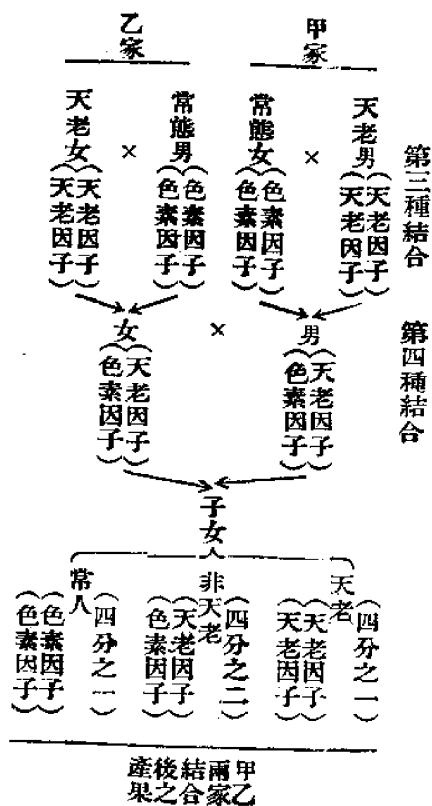 甲家
乙家
第三種結合
天老男(天老因子)(天老因子)
×
常態女(色素因子)(色素因子)
常態男(色素因子)(色素因子)
×
天老女(天老因子)(天老因子)
第四種結合
男(天老因子)(色素因子)
×
女(天老因子)(色素因子)
子女
天老
(四分之一)
(天老因子)
(天老因子)
非天老
(四分之二)
(天老因子)
(色素因子)
常人
(四分之一)
(色素因子)
(色素因子)
甲乙
兩家
結合
後之
產果